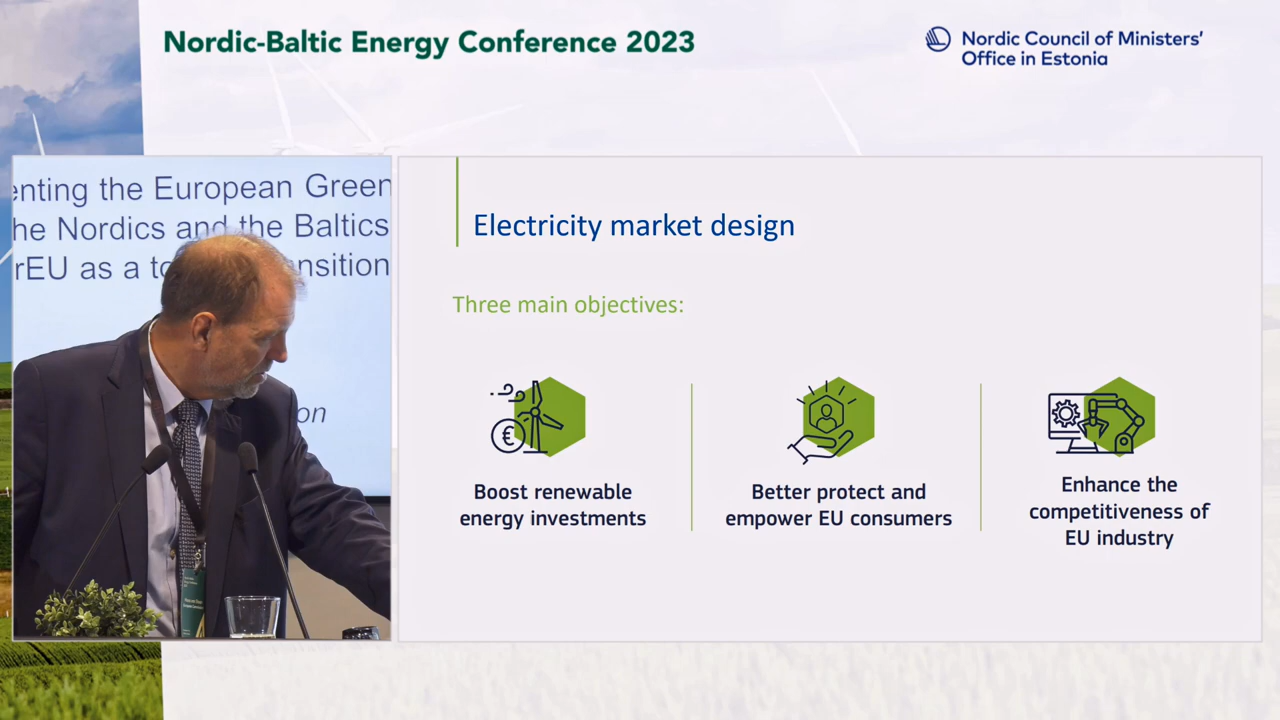 Nordic-Baltic Energy Conference 2023
Nordic Council of Ministers'
Office in Estonia
enting the European Green
he Nordics and the Baltics
rEU as a to nsition
on
Electricity market design
Three main objectives:
Boost renewable
energy investments
Better protect and
empower EU consumers
Enhance the
competitiveness of
EU industry